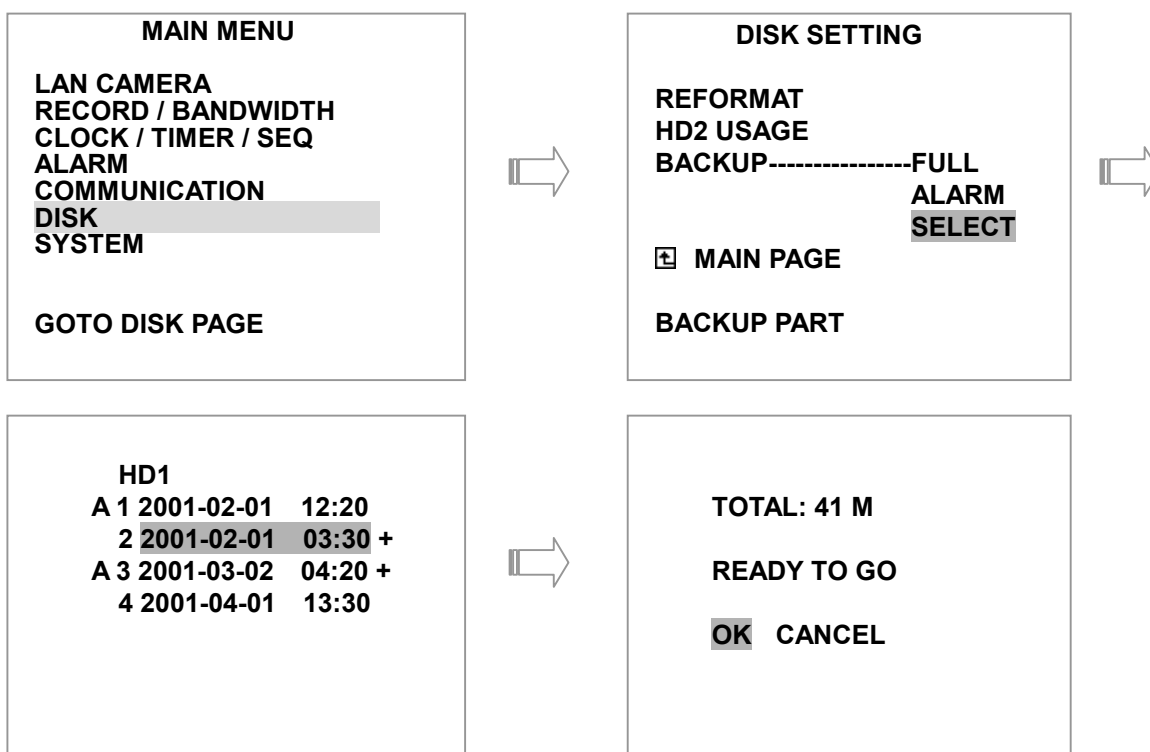 MAIN MENU
LAN CAMERA
RECORD / BANDWIDTH
CLOCK / TIMER / SEQ
ALARM
COMMUNICATION
DISK
SYSTEM
GOTO DISK PAGE
DISK SETTING
REFORMAT
HD2 USAGE
BACKUP----------------FULL
ALARM
SELECT
MAIN PAGE
BACKUP PART
HD1
A 1 2001-02-01 12:20
2 2001-02-01 03:30 +
A 3 2001-03-02 04:20 +
4 2001-04-01 13:30
TOTAL: 41 M
READY TO GO
OK CANCEL